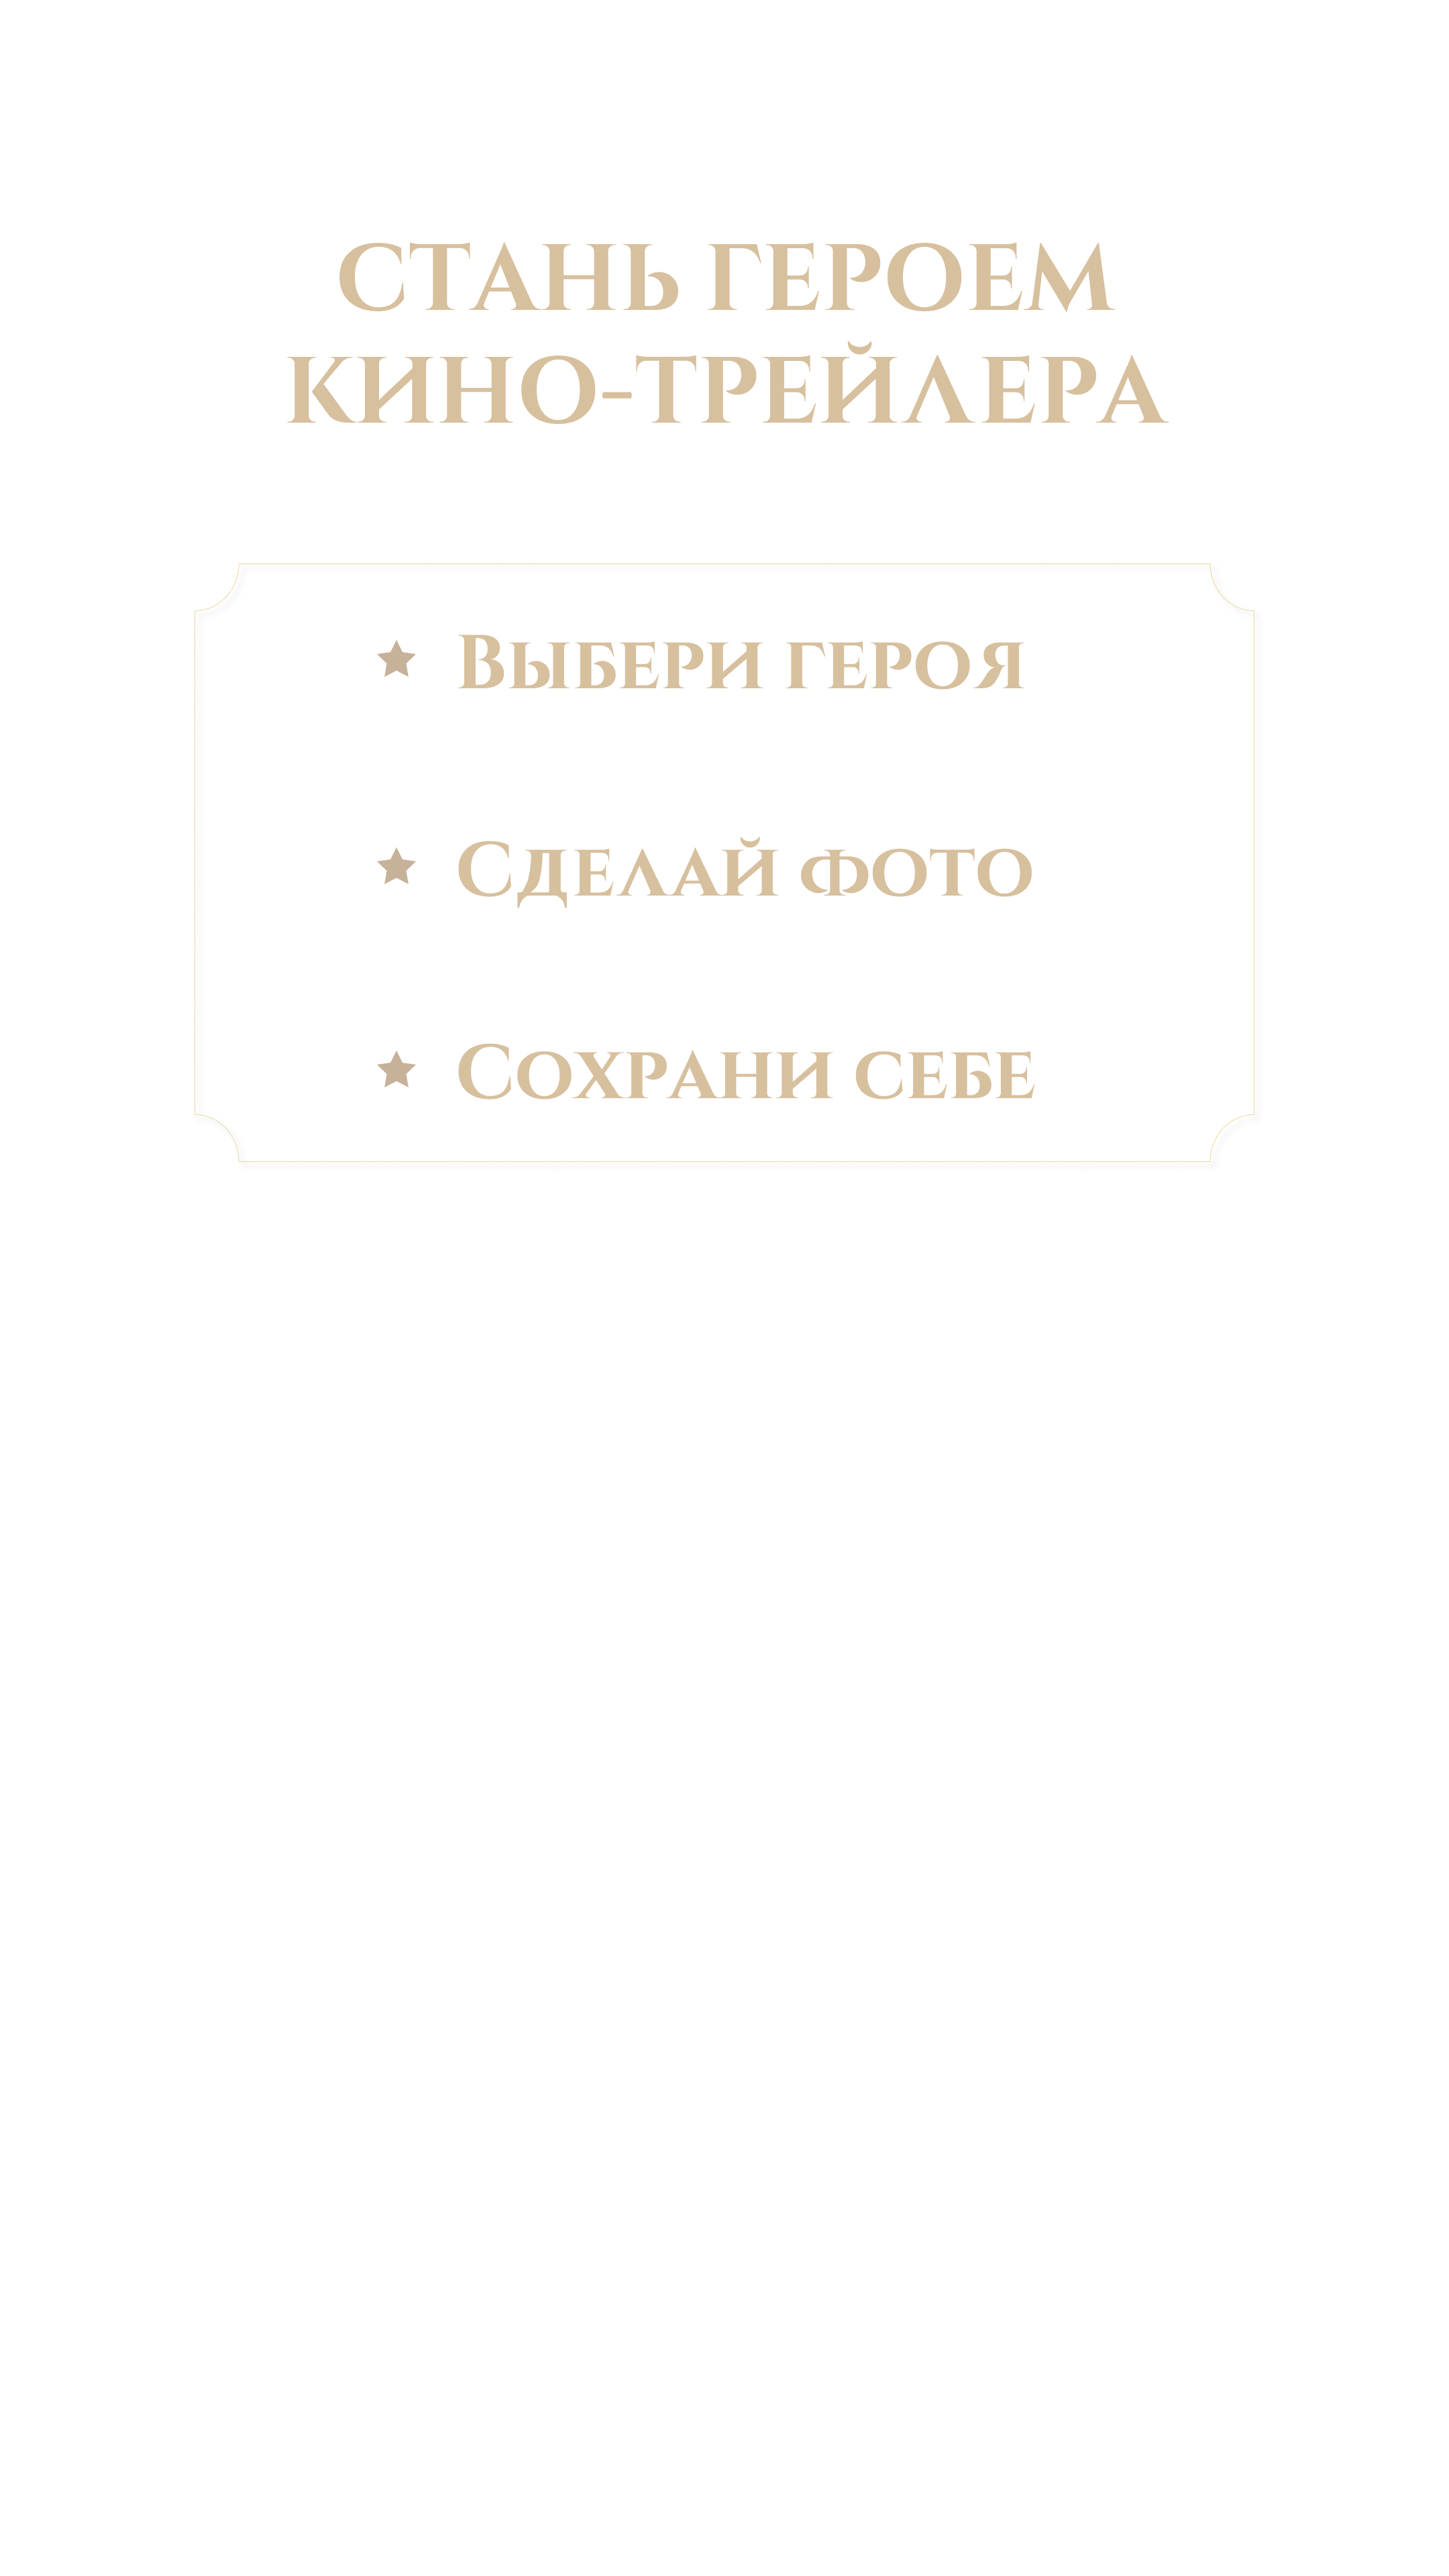 СТАНЬ ГЕРОЕМ
КИНО-ТРЕЙЛЕРА
Выбери героя
Сделай фото
Сохрани себе